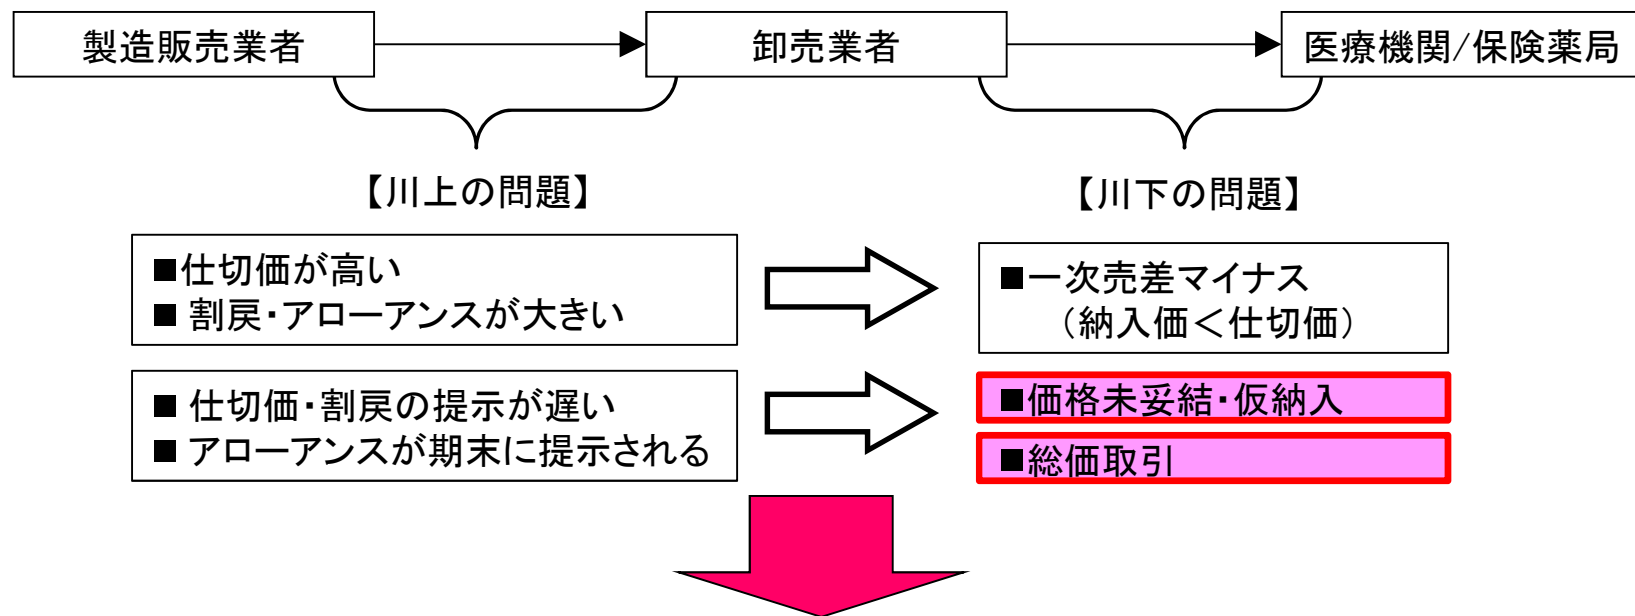 製造販売業者
卸売業者
医療機関/保険薬局
【川上の問題】
【川下の問題】
■仕切価が高い
■ 割戻・アローアンスが大きい
■一次売差マイナス
（納入価＜仕切価）
■ 仕切価・割戻の提示が遅い
■ アローアンスが期末に提示される
■価格未妥結・仮納入
■総価取引